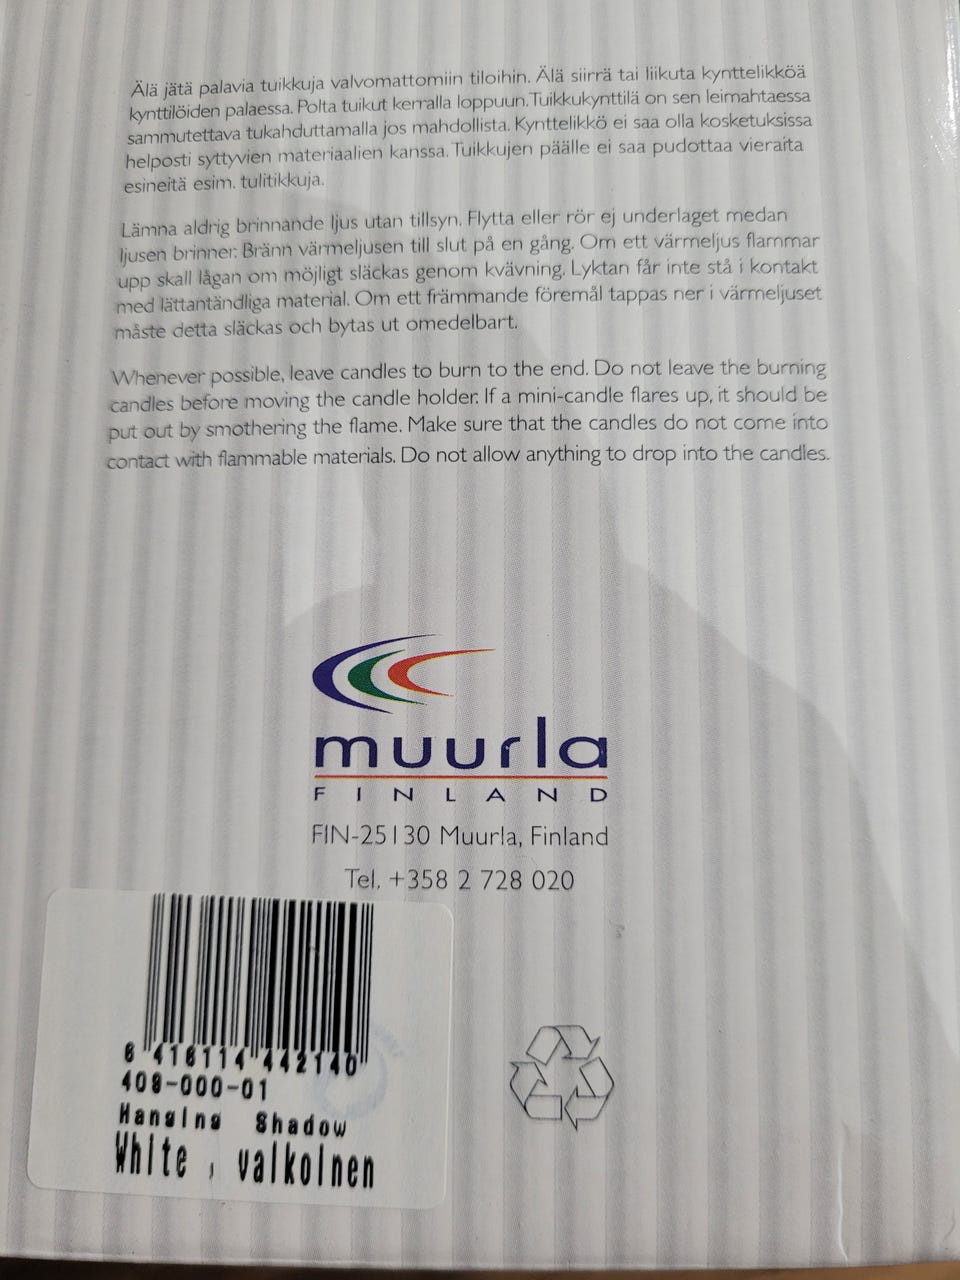 Älä jätä palavia tuikkuja valvomattomiin tiloihin. Älä siirrä tai liikuta kynttelikköä
kynttilöiden palaessa. Polta tuikut kerralla loppuun. Tuikkukynttilä on sen leimahtaessa
sammutettava tukahduttamalla jos mahdollista. Kynttelikkö ei saa olla kosketuksissa
helposti syttyvien materiaalien kanssa. Tuikkujen päälle ei saa pudottaa vieraita
esineitä esim. tulitikkuja.
Lämna aldrig brinnande ljus utan tillsyn. Flytta eller rör ej underlaget medan
ljusen brinner. Bränn värmeljusen till slut på en gång. Om ett värmeljus flammar
upp skall lågan om möjligt släckas genom kvävning. Lyktan får inte stå i kontakt
med lättantändliga material. Om ett främmande föremål tappas ner i värmeljuset
måste detta släckas och bytas ut omedelbart.
Whenever possible, leave candles to burn to the end. Do not leave the burning
candles before moving the candle holder. If a mini-candle flares up, it should be
put out by smothering the flame. Make sure that the candles do not come into
contact with flammable materials. Do not allow anything to drop into the candles.
muurla
FINLAND
FIN-25130 Muurla, Finland
Tel. +358 2 728 020
6 416114 442140
408-000-01
Hanging Shadow
White , valkoinen